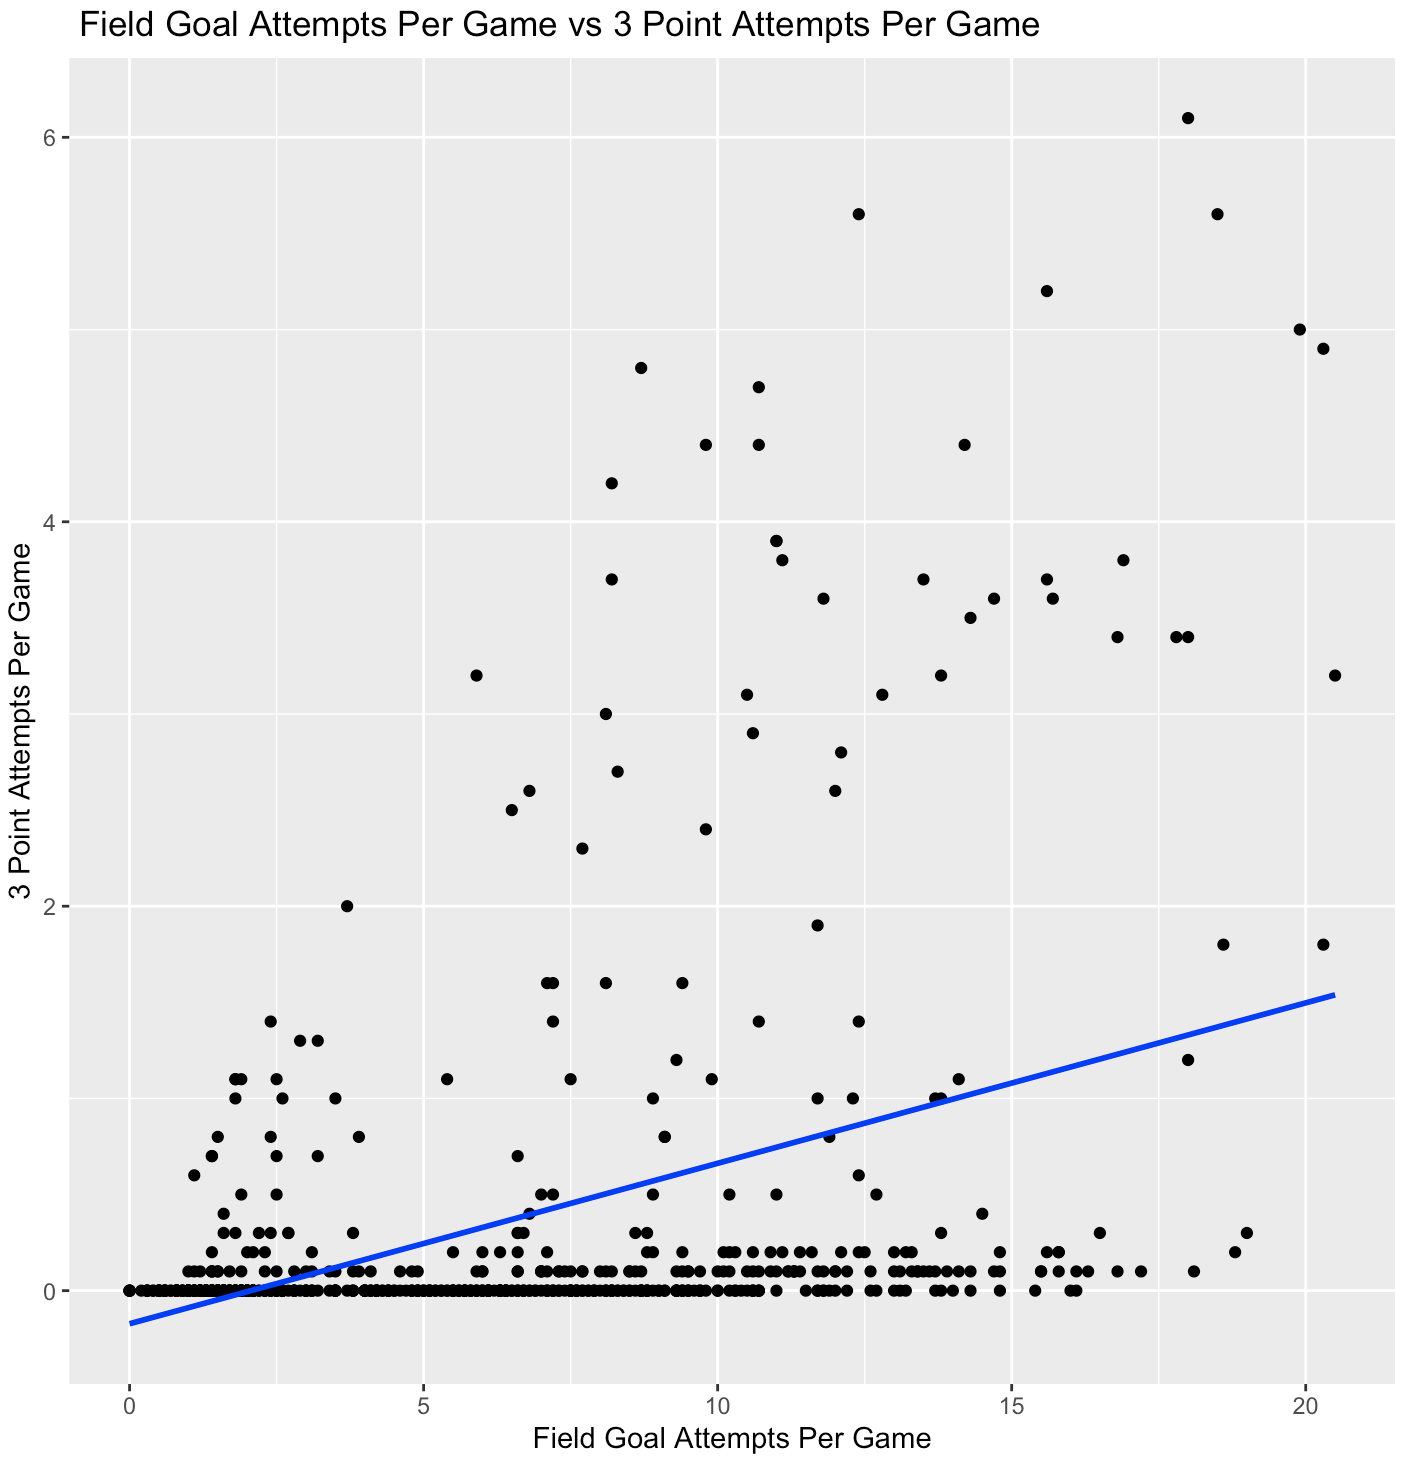 Field Goal Attempts Per Game vs 3 Point Attempts Per Game
3 Point Attempts Per Game
6
4
2
0
0 5 10 15 20
Field Goal Attempts Per Game